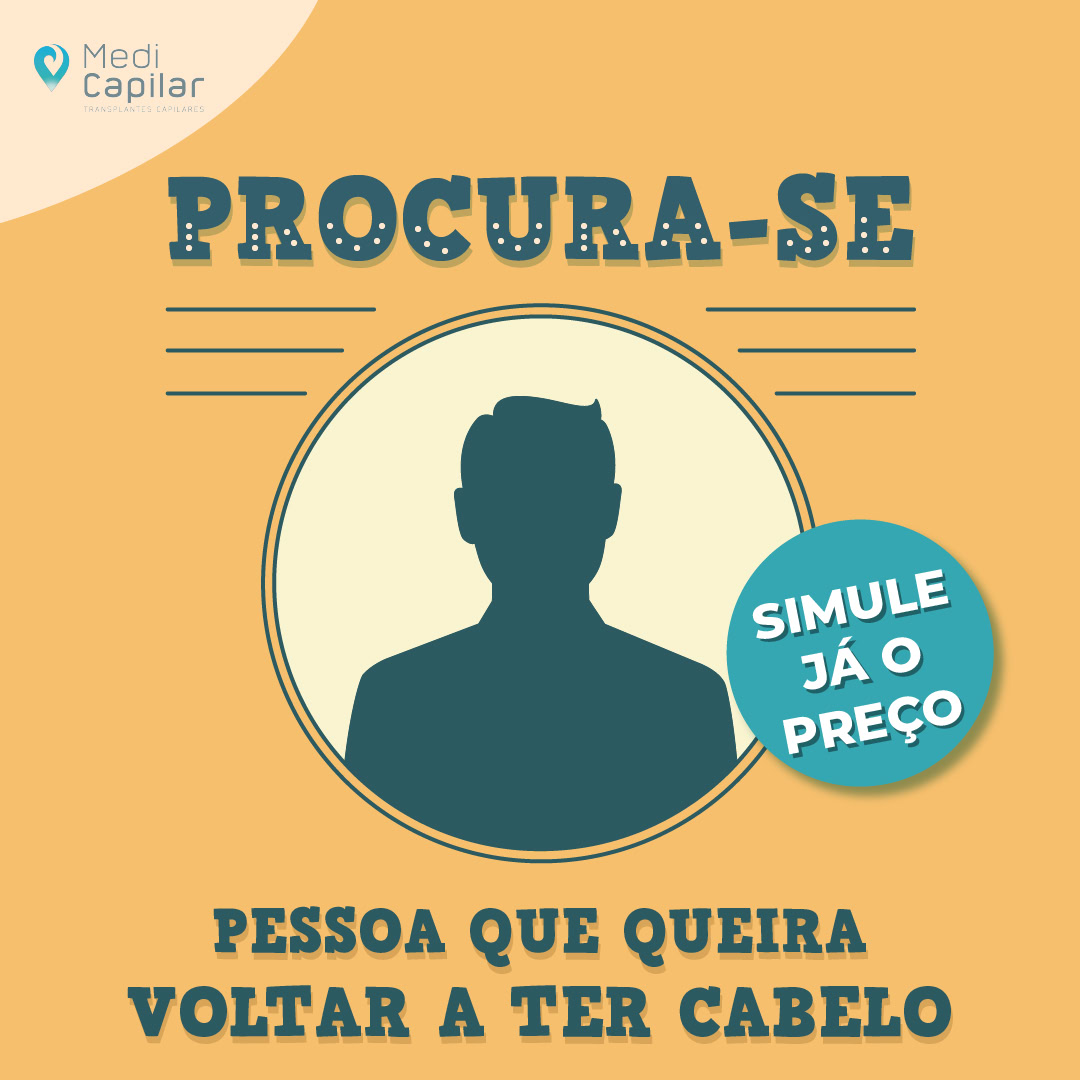 Medi
Capilar
TRANSPLANTES CAPILARES
PROCURA-SE
SIMULE
JÁ O
PREÇO
PESSOA QUE QUEIRA
VOLTAR A TER CABELO